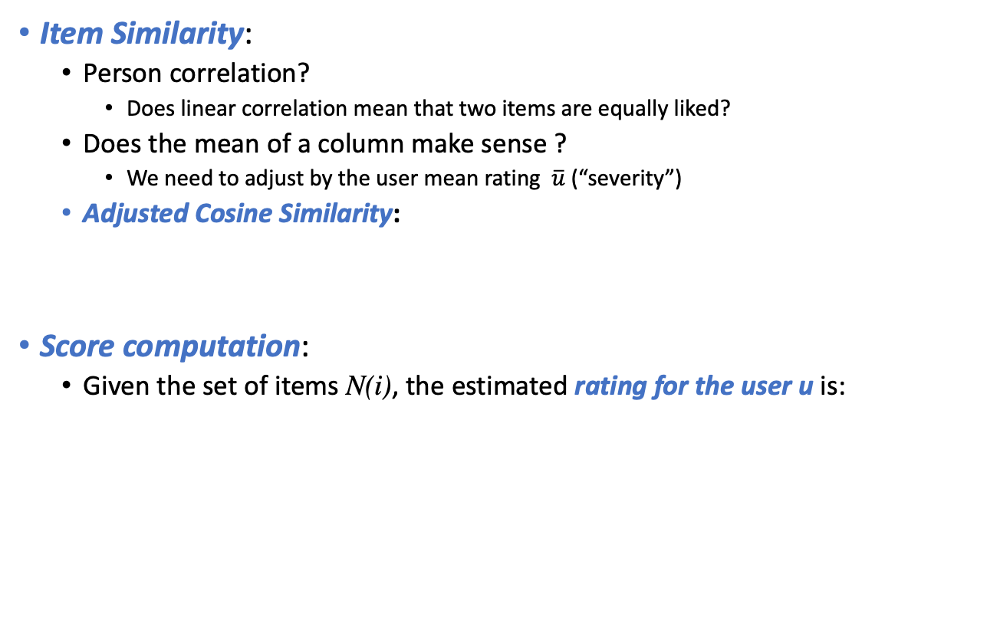 • Item Similarity:
• Person correlation?
• Does linear correlation mean that two items are equally liked?
• Does the mean of a column make sense ?
• We need to adjust by the user mean rating ū (“severity”)
• Adjusted Cosine Similarity:
• Score computation:
• Given the set of items N(i), the estimated rating for the user u is: